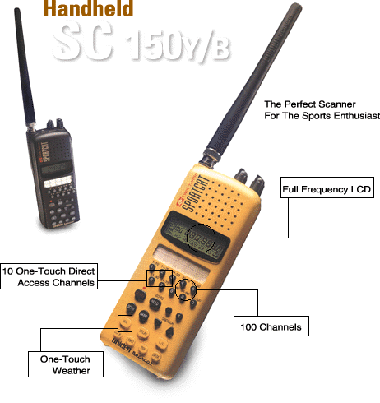 Handheld
SC 150Y/B
The Perfect Scanner
For The Sports Enthusiast
SPORTCAT
Full Frequency LCD
10 One-Touch Direct
Access Channels
100 Channels
One-Touch
Weather